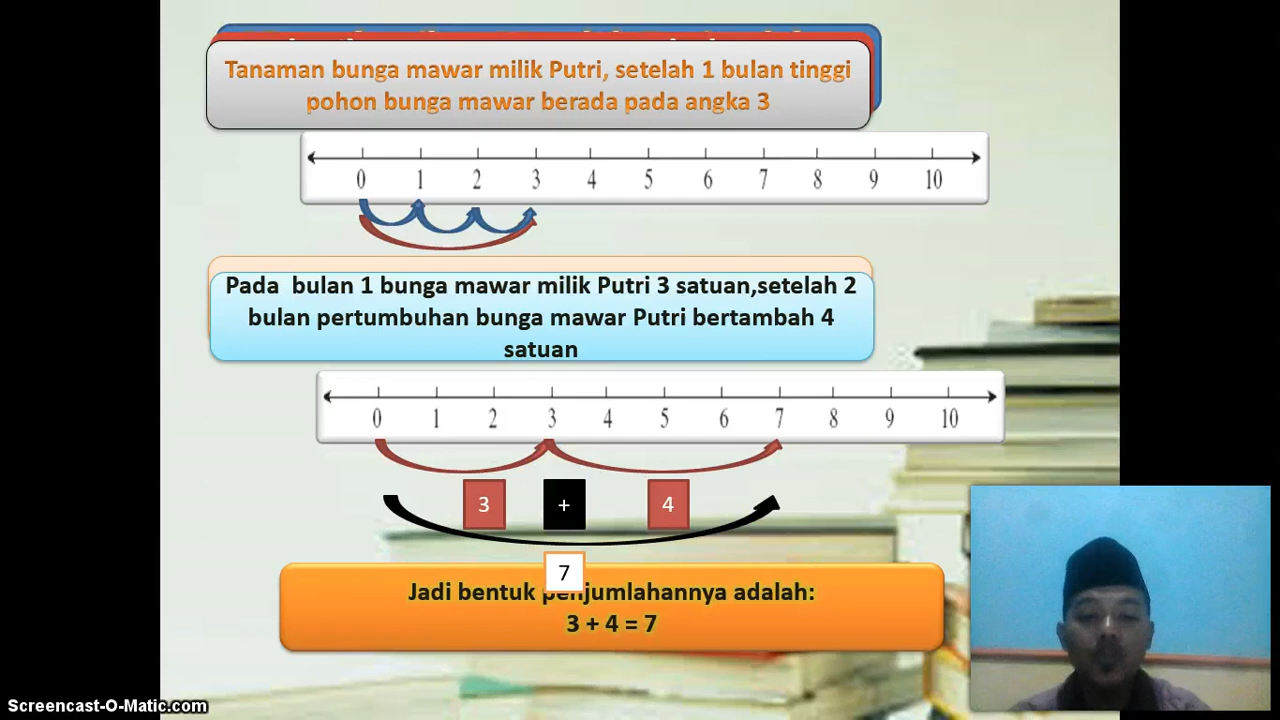 Tanaman bunga mawar milik Putri, setelah 1 bulan tinggi
pohon bunga mawar berada pada angka 3
0 1 2 3 4 5 6 7 8 9 10
Pada bulan 1 bunga mawar milik Putri 3 satuan,setelah 2
bulan pertumbuhan bunga mawar Putri bertambah 4
satuan
0 1 2 3 4 5 6 7 8 9 10
3 + 4
7
Jadi bentuk penjumlahannya adalah:
3 + 4 = 7
Screencast-O-Matic.com